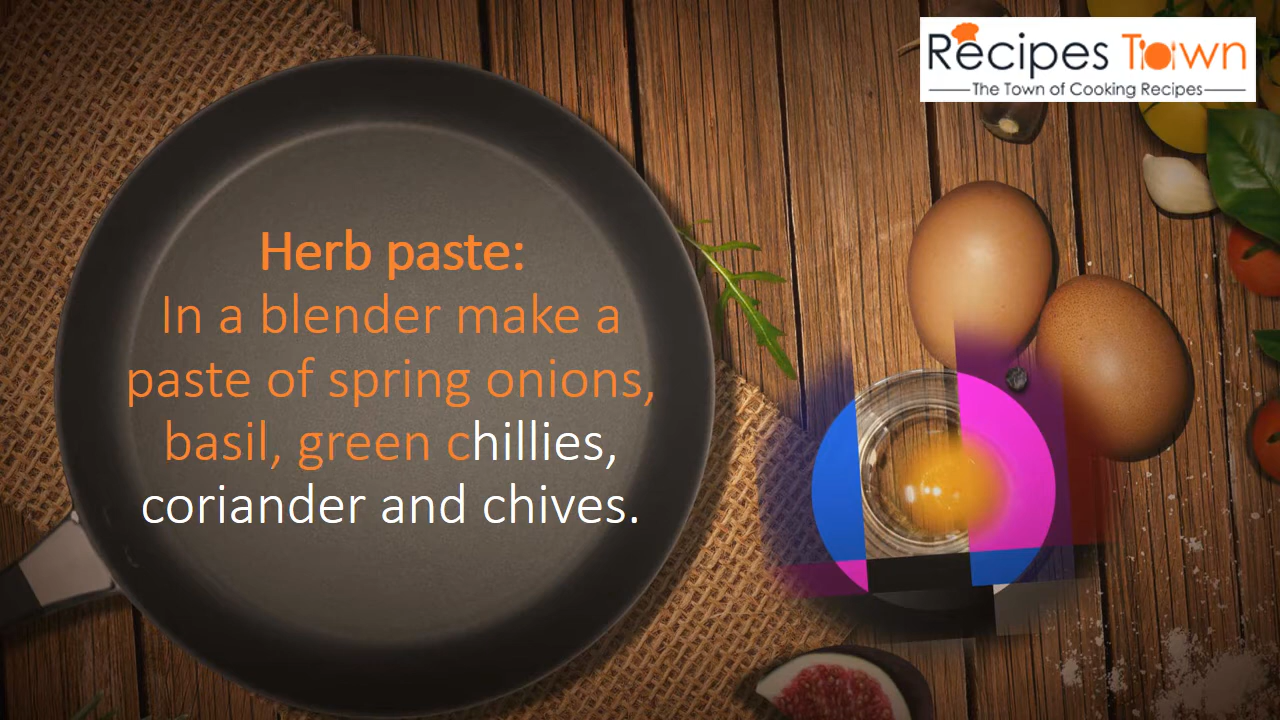 Recipes Town
The Town of Cooking Recipes
Herb paste:
In a blender make a
paste of spring onions,
basil, green chillies,
coriander and chives.